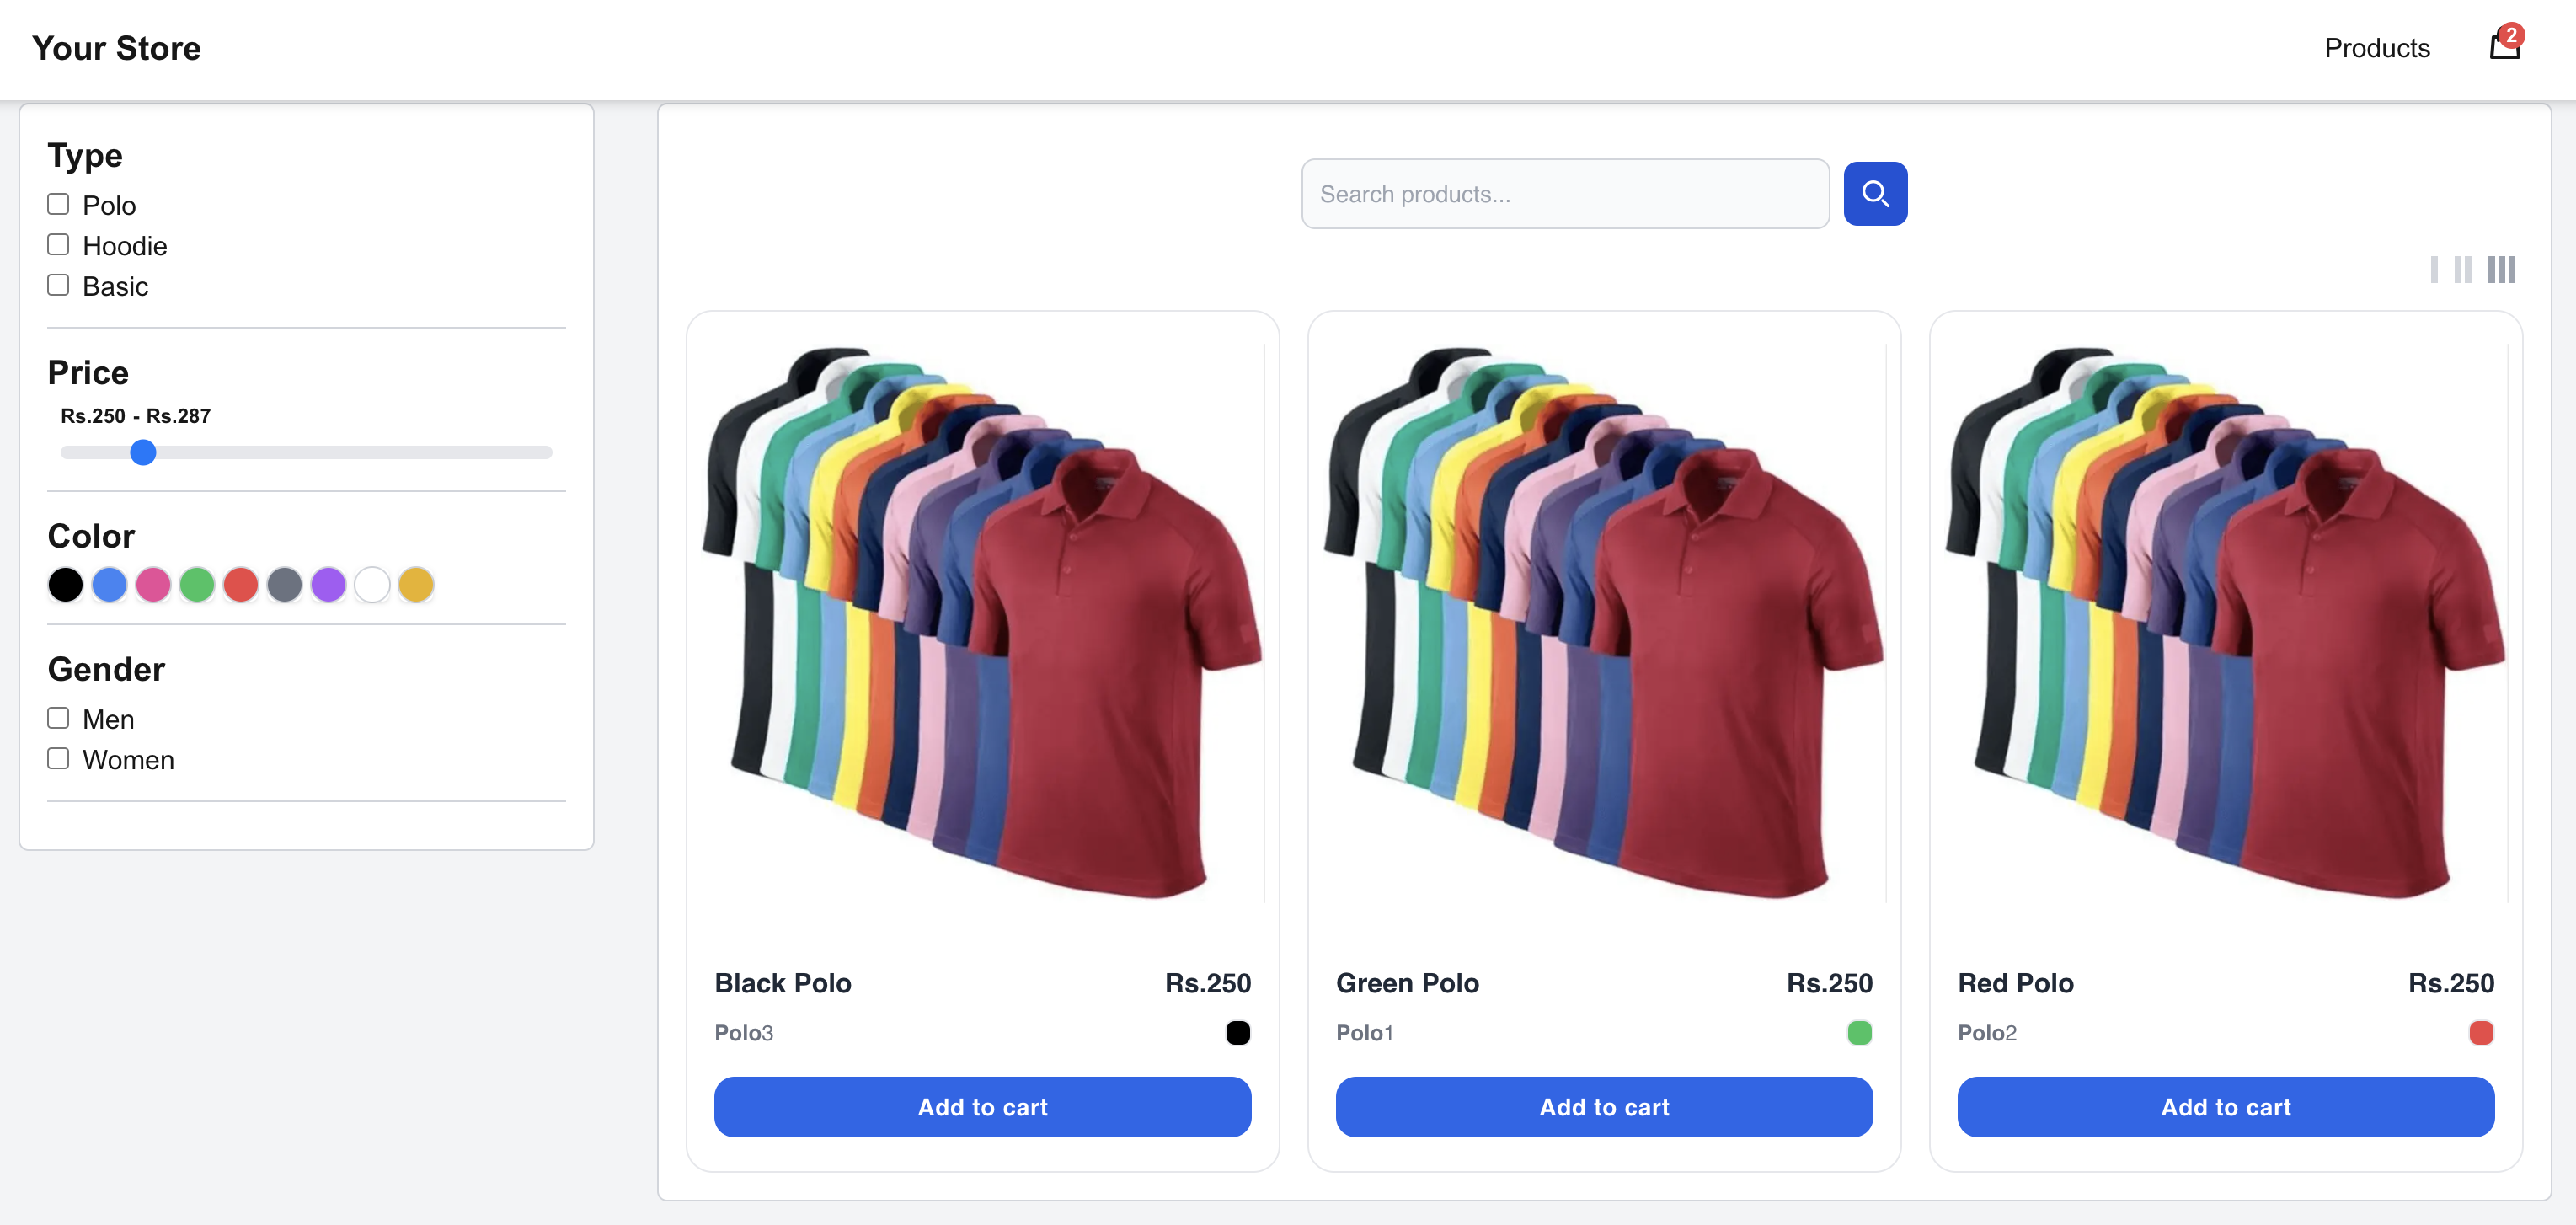 Your Store
Products
2
Type
Polo
Hoodie
Basic
Price
Rs.250 - Rs.287
Color
Gender
Men
Women
Search products...
Black Polo Rs.250
Polo3
Add to cart
Green Polo Rs.250
Polo1
Add to cart
Red Polo Rs.250
Polo2
Add to cart